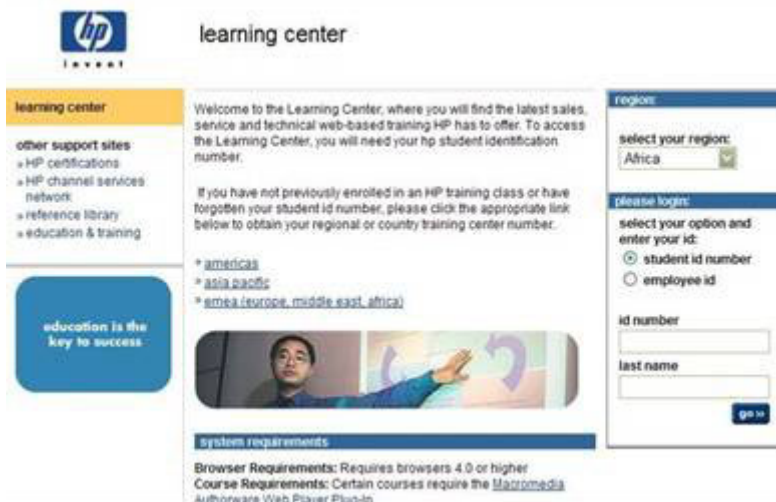 hp
invent
learning center
learning center
other support sites
» HP certifications
» HP channel services
network
» reference library
» education & training
education is the
key to success
Welcome to the Learning Center, where you will find the latest sales,
service and technical web-based training HP has to offer. To access
the Learning Center, you will need your hp student identification
number.
If you have not previously enrolled in an HP training class or have
forgotten your student id number, please click the appropriate link
below to obtain your regional or country training center number.
» americas
» asia pacific
» emea (europe, middle east, africa)
system requirements
Browser Requirements: Requires browsers 4.0 or higher
Course Requirements: Certain courses require the Macromedia
Authorware Web Player Plug-In
region:
select your region:
Africa
please login:
select your option and
enter your id:
student id number
employee id
id number
last name
go »